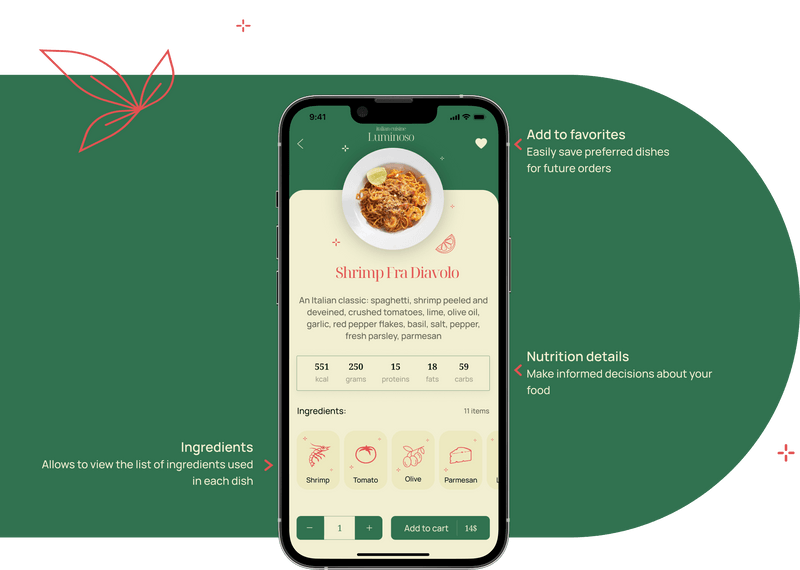 9:41
Italian cuisine
Luminoso
Add to favorites
Easily save preferred dishes
for future orders
Shrimp Fra Diavolo
An Italian classic: spaghetti, shrimp peeled and
deveined, crushed tomatoes, lime, olive oil,
garlic, red pepper flakes, basil, salt, pepper,
fresh parsley, parmesan
551 250 15 18 59
kcal grams proteins fats carbs
Nutrition details
Make informed decisions about your
food
Ingredients: 11 items
Ingredients
Allows to view the list of ingredients used
in each dish
Shrimp Tomato Olive Parmesan L
− 1 + Add to cart 14$